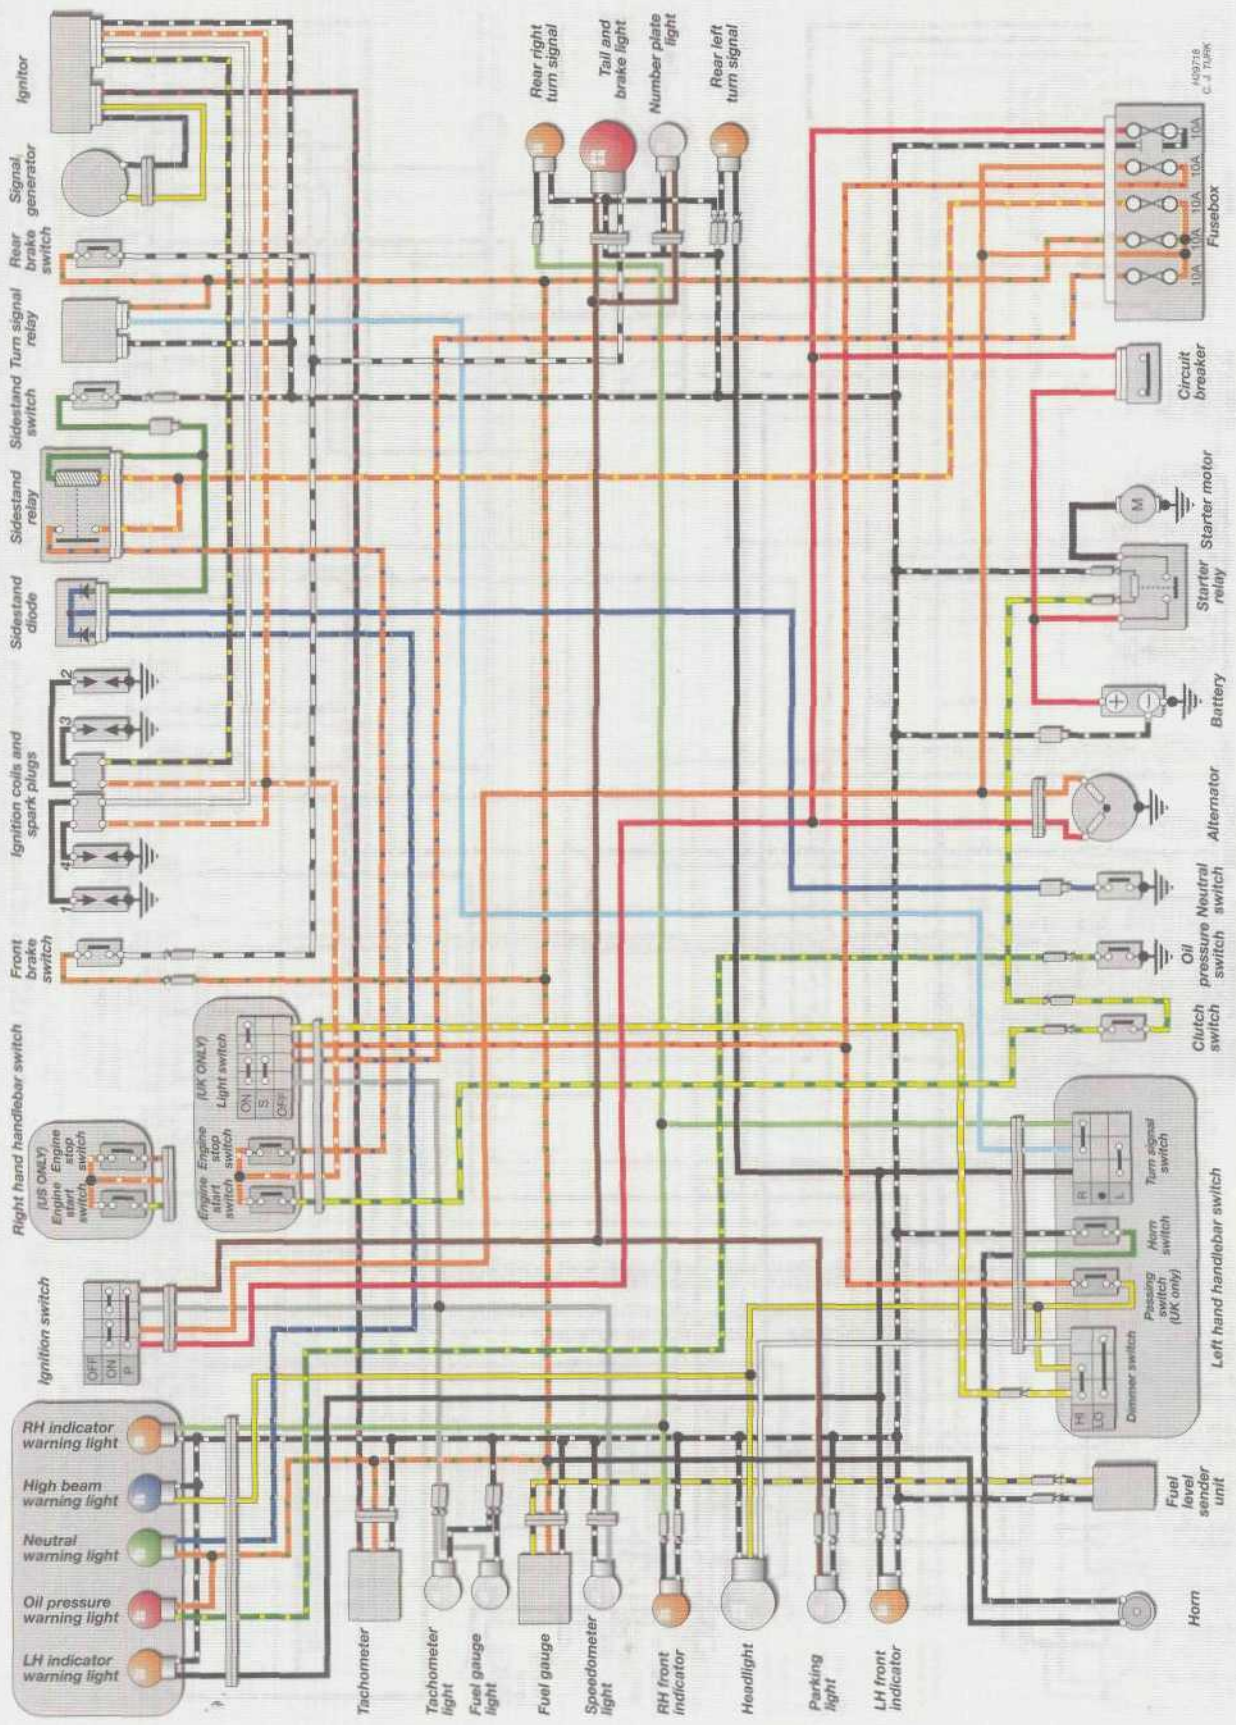 Ignitor
Signal
generator
Rear
brake
switch
Turn signal
relay
Sidestand
switch
Sidestand
relay
Sidestand
diode
Ignition coils and
spark plugs
2
3
4
1
Front
brake
switch
Right hand handlebar switch
(US ONLY)
Engine
start
switch
Engine
stop
switch
(UK ONLY)
Light switch
ON
S
OFF
Engine
start
switch
Engine
stop
switch
Ignition switch
OFF
ON
P
RH indicator
warning light
High beam
warning light
Neutral
warning light
Oil pressure
warning light
LH indicator
warning light
Rear right
turn signal
Tail and
brake light
Number plate
light
Rear left
turn signal
H09718
C. J. TURK
10A
10A
10A
10A
10A
Fusebox
Circuit
breaker
M
Starter motor
Starter
relay
+
−
Battery
Alternator
Neutral
switch
Oil
pressure
switch
Clutch
switch
R
L
Turn signal
switch
Horn
switch
Passing
switch
(UK only)
HI
LO
Dimmer switch
Left hand handlebar switch
Fuel
level
sender
unit
Horn
Tachometer
Tachometer
light
Fuel gauge
light
Fuel gauge
Speedometer
light
RH front
indicator
Headlight
Parking
light
LH front
indicator